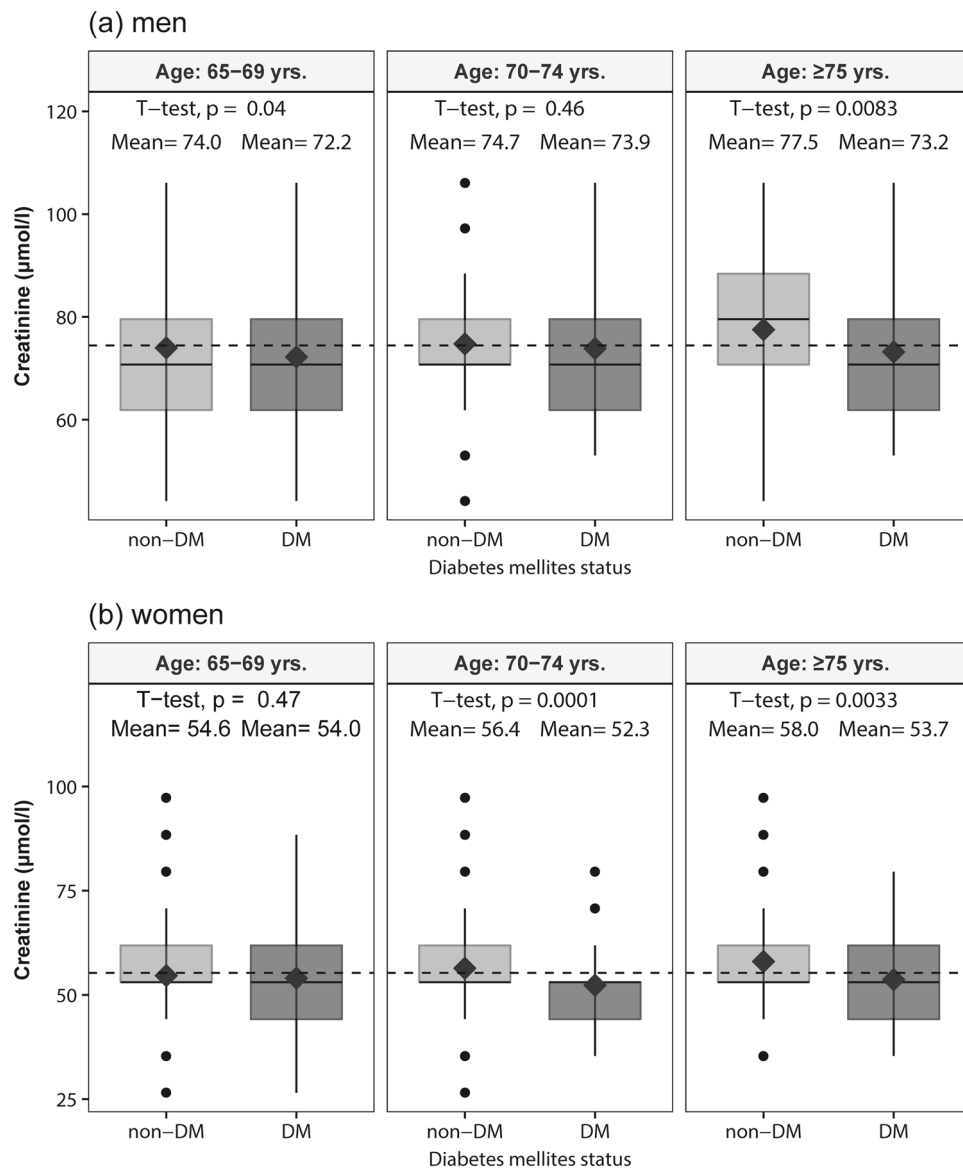 (a) men
Age: 65−69 yrs.
Age: 70−74 yrs.
Age: ≥75 yrs.
T−test, p = 0.04
T−test, p = 0.46
T−test, p = 0.0083
Mean= 74.0 Mean= 72.2
Mean= 74.7 Mean= 73.9
Mean= 77.5 Mean= 73.2
Creatinine (µmol/l)
120
100
80
60
non−DM DM
non−DM DM
non−DM DM
Diabetes mellites status
(b) women
Age: 65−69 yrs.
Age: 70−74 yrs.
Age: ≥75 yrs.
T−test, p = 0.47
T−test, p = 0.0001
T−test, p = 0.0033
Mean= 54.6 Mean= 54.0
Mean= 56.4 Mean= 52.3
Mean= 58.0 Mean= 53.7
Creatinine (µmol/l)
100
75
50
25
non−DM DM
non−DM DM
non−DM DM
Diabetes mellites status